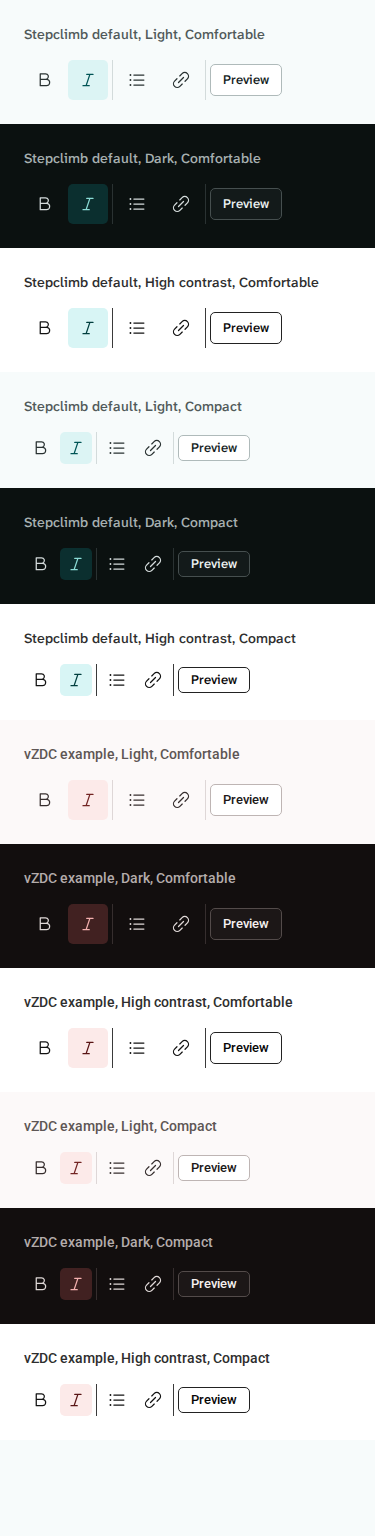 Stepclimb default, Light, Comfortable
B I Preview
Stepclimb default, Dark, Comfortable
B I Preview
Stepclimb default, High contrast, Comfortable
B I Preview
Stepclimb default, Light, Compact
B I Preview
Stepclimb default, Dark, Compact
B I Preview
Stepclimb default, High contrast, Compact
B I Preview
vZDC example, Light, Comfortable
B I Preview
vZDC example, Dark, Comfortable
B I Preview
vZDC example, High contrast, Comfortable
B I Preview
vZDC example, Light, Compact
B I Preview
vZDC example, Dark, Compact
B I Preview
vZDC example, High contrast, Compact
B I Preview